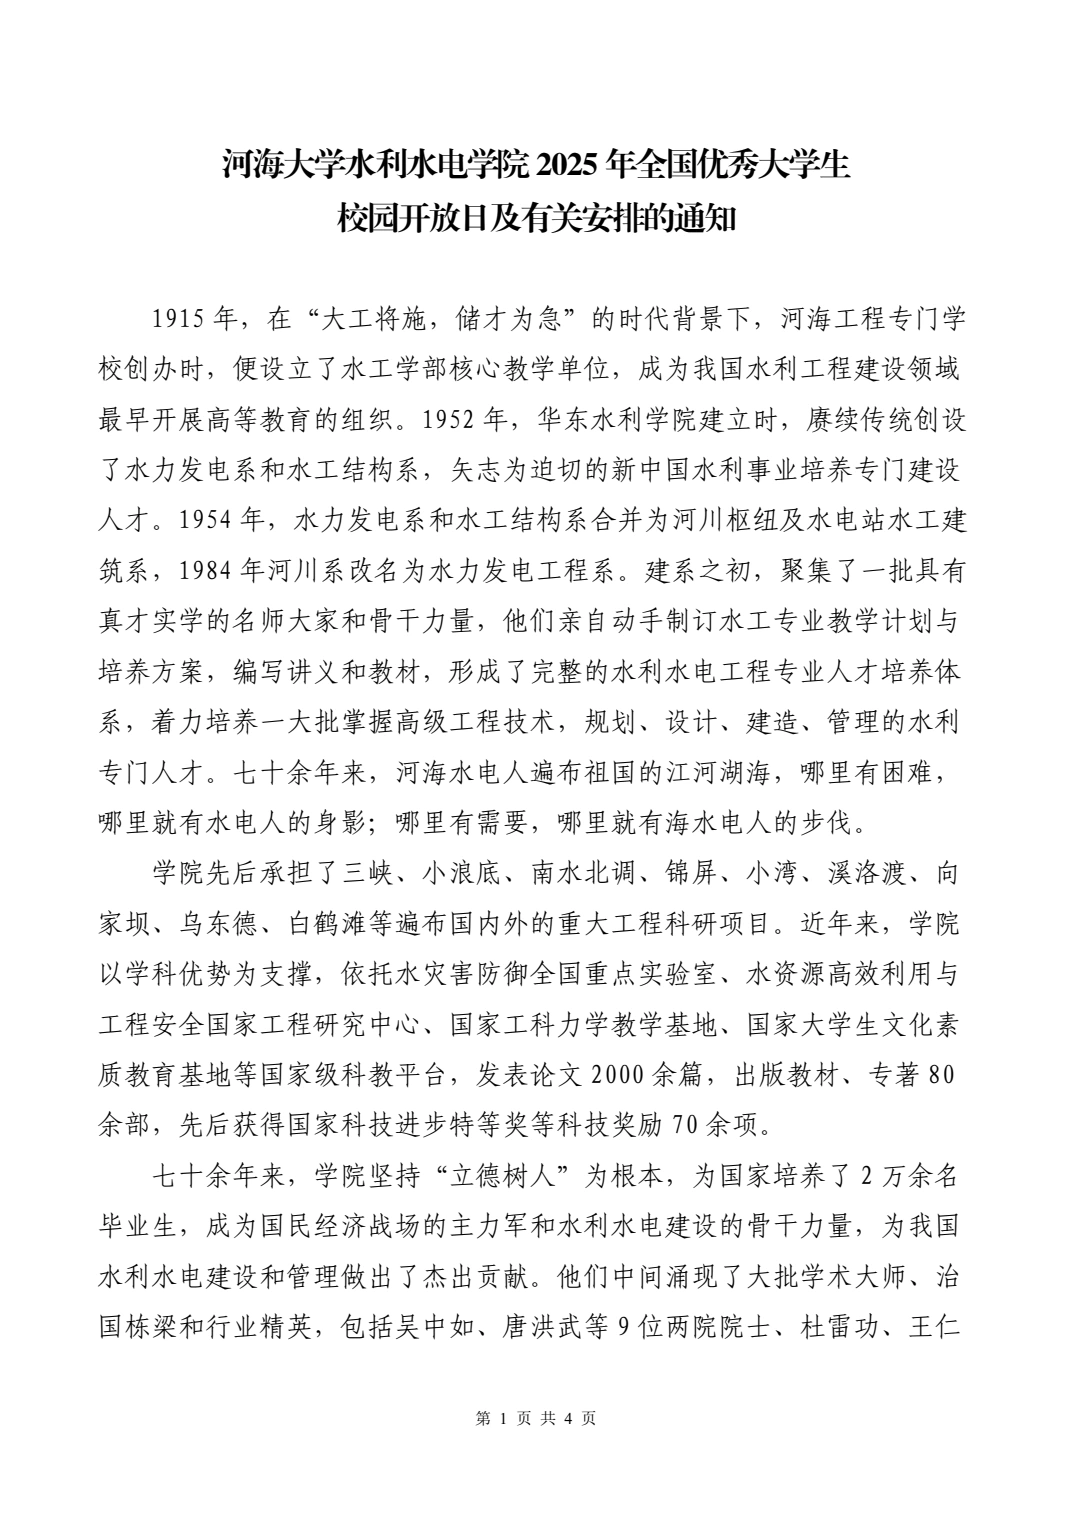 河海大学水利水电学院 2025 年全国优秀大学生
校园开放日及有关安排的通知
1915 年，在“大工将施，储才为急”的时代背景下，河海工程专门学
校创办时，便设立了水工学部核心教学单位，成为我国水利工程建设领域
最早开展高等教育的组织。1952 年，华东水利学院建立时，赓续传统创设
了水力发电系和水工结构系，矢志为迫切的新中国水利事业培养专门建设
人才。1954 年，水力发电系和水工结构系合并为河川枢纽及水电站水工建
筑系，1984 年河川系改名为水力发电工程系。建系之初，聚集了一批具有
真才实学的名师大家和骨干力量，他们亲自动手制订水工专业教学计划与
培养方案，编写讲义和教材，形成了完整的水利水电工程专业人才培养体
系，着力培养一大批掌握高级工程技术，规划、设计、建造、管理的水利
专门人才。七十余年来，河海水电人遍布祖国的江河湖海，哪里有困难，
哪里就有水电人的身影；哪里有需要，哪里就有海水电人的步伐。
学院先后承担了三峡、小浪底、南水北调、锦屏、小湾、溪洛渡、向
家坝、乌东德、白鹤滩等遍布国内外的重大工程科研项目。近年来，学院
以学科优势为支撑，依托水灾害防御全国重点实验室、水资源高效利用与
工程安全国家工程研究中心、国家工科力学教学基地、国家大学生文化素
质教育基地等国家级科教平台，发表论文 2000 余篇，出版教材、专著 80
余部，先后获得国家科技进步特等奖等科技奖励 70 余项。
七十余年来，学院坚持“立德树人”为根本，为国家培养了 2 万余名
毕业生，成为国民经济战场的主力军和水利水电建设的骨干力量，为我国
水利水电建设和管理做出了杰出贡献。他们中间涌现了大批学术大师、治
国栋梁和行业精英，包括吴中如、唐洪武等 9 位两院院士、杜雷功、王仁
第 1 页 共 4 页